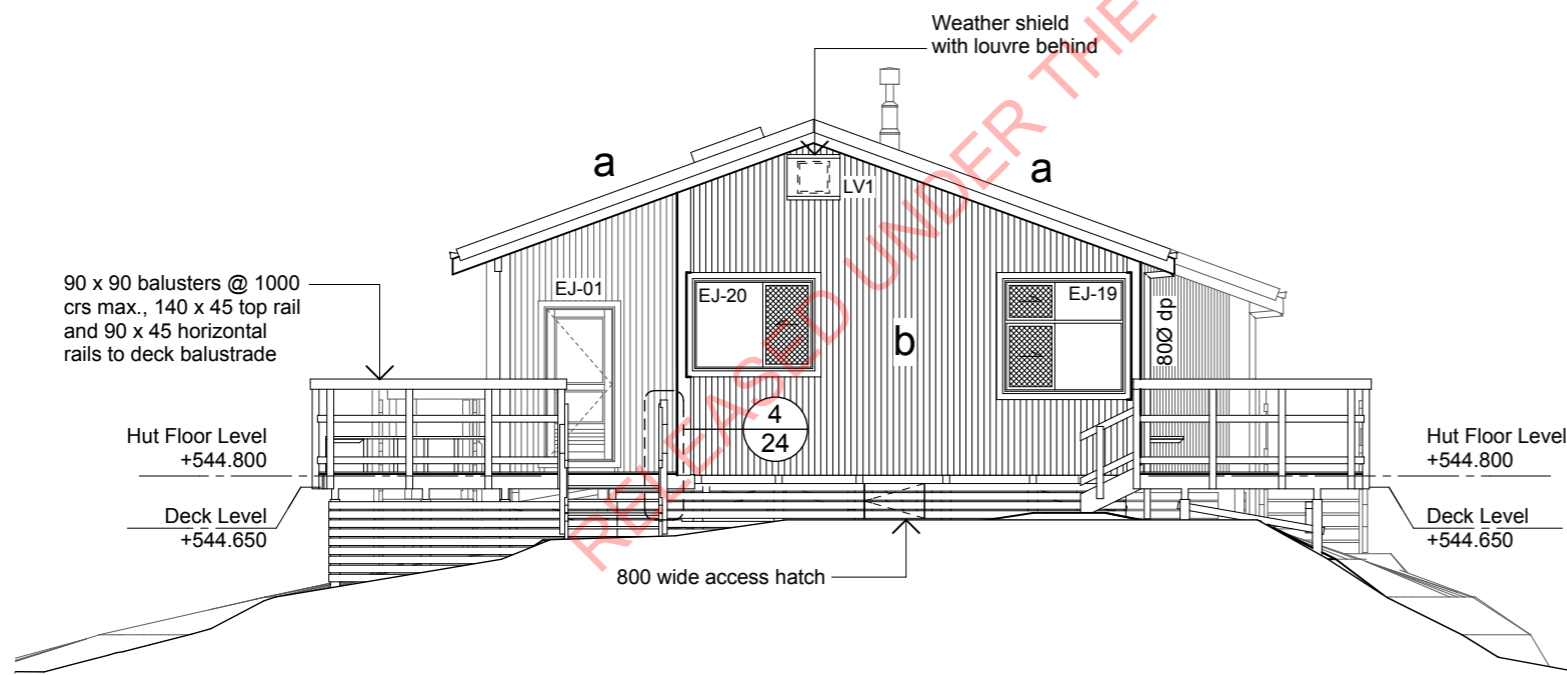 Weather shield
with louvre behind
RELEASED UNDER THE
a
a
LV1
90 x 90 balusters @ 1000
crs max., 140 x 45 top rail
and 90 x 45 horizontal
rails to deck balustrade
EJ-01
EJ-20
EJ-19
80Ø dp
b
4
24
Hut Floor Level
+544.800
Hut Floor Level
+544.800
Deck Level
+544.650
Deck Level
+544.650
800 wide access hatch